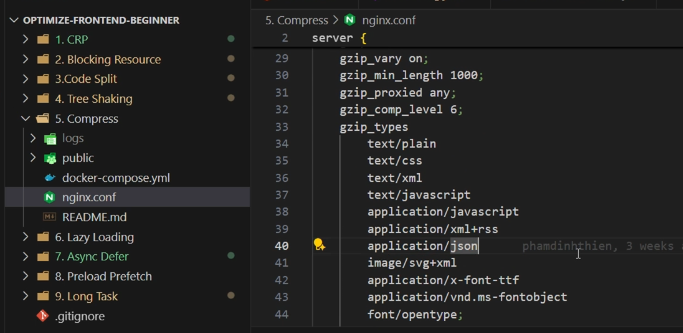 OPTIMIZE-FRONTEND-BEGINNER
1. CRP
2. Blocking Resource
3.Code Split
4. Tree Shaking
5. Compress
logs
public
docker-compose.yml
nginx.conf
README.md
6. Lazy Loading
7. Async Defer
8. Preload Prefetch
9. Long Task
.gitignore
5. Compress > nginx.conf
2 server {
29 gzip_vary on;
30 gzip_min_length 1000;
31 gzip_proxied any;
32 gzip_comp_level 6;
33 gzip_types
34 text/plain
35 text/css
36 text/xml
37 text/javascript
38 application/javascript
39 application/xml+rss
40 application/json phamdinhthien, 3 weeks
41 image/svg+xml
42 application/x-font-ttf
43 application/vnd.ms-fontobject
44 font/opentype;